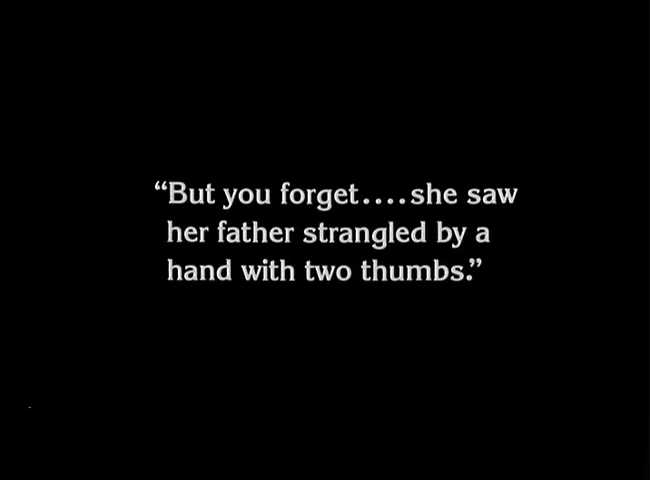 “But you forget....she saw
her father strangled by a
hand with two thumbs.”